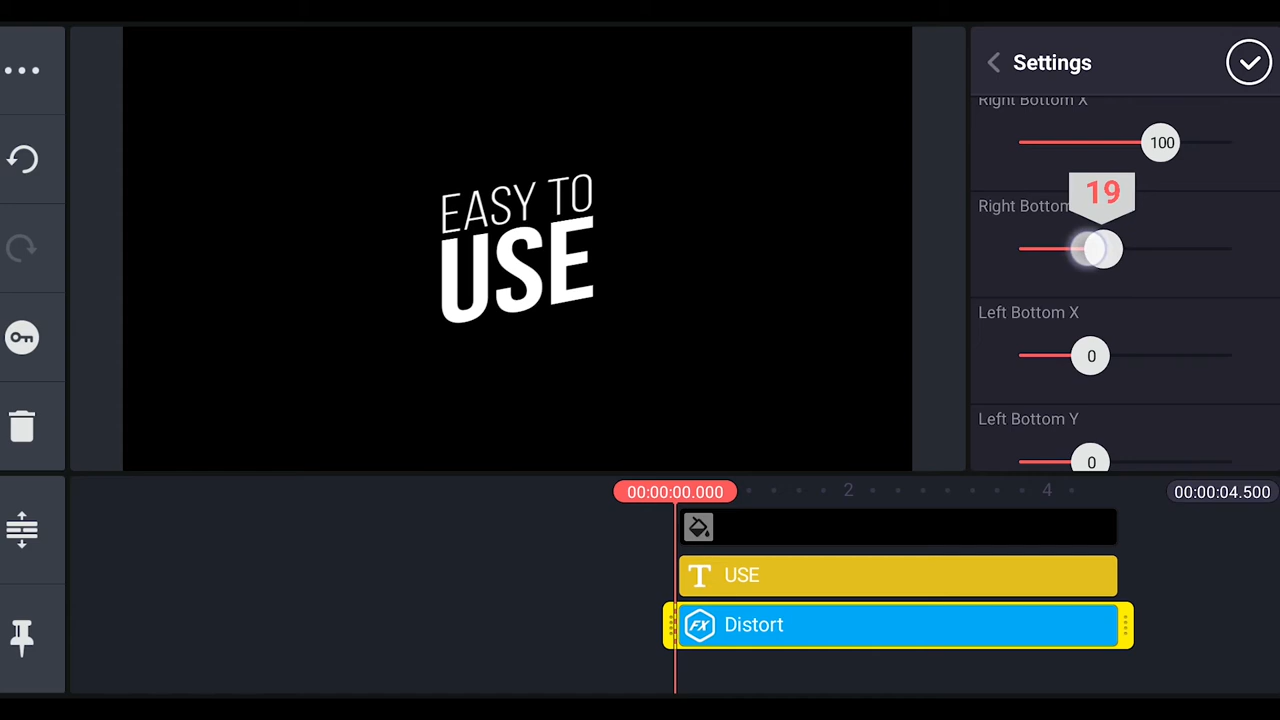 Settings
Right Bottom X
100
19
Right Bottom
EASY TO
USE
Left Bottom X
0
Left Bottom Y
0
00:00:00.000
2
4
00:00:04.500
T USE
FX Distort